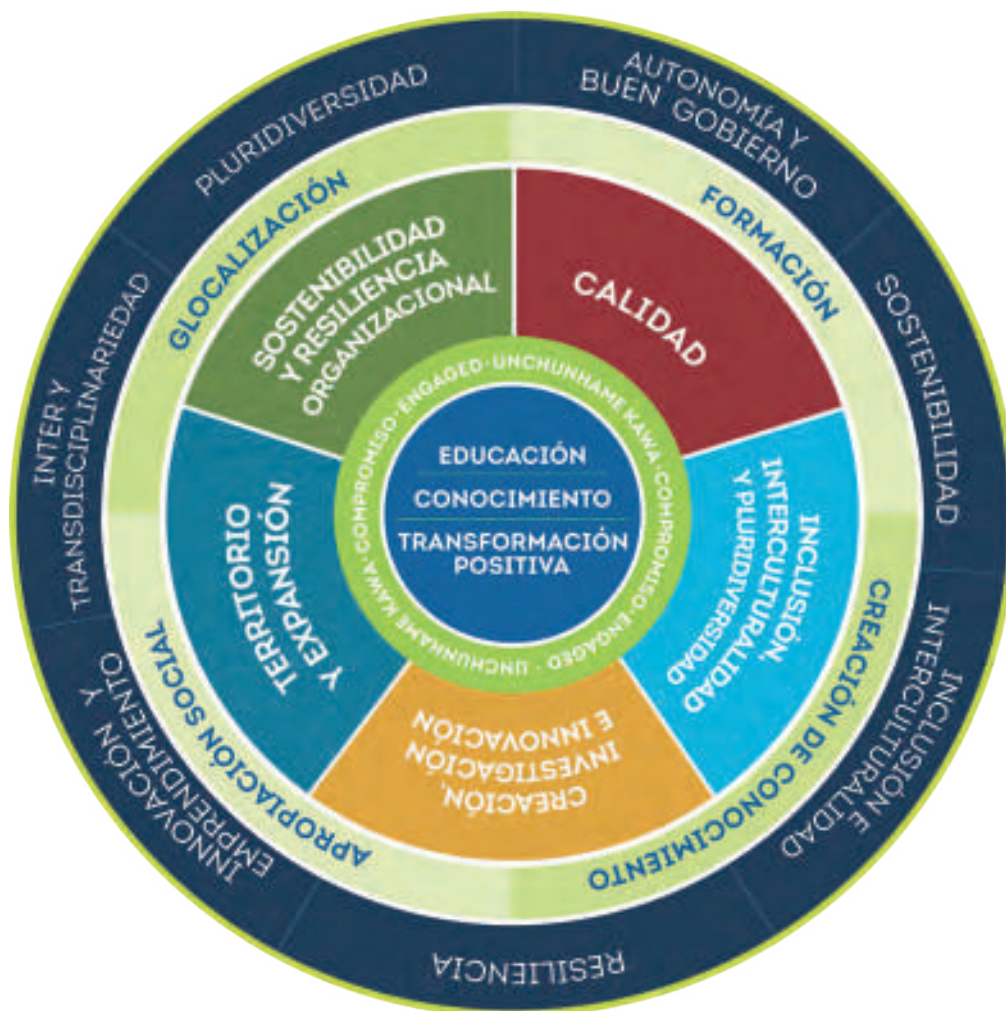 AUTONOMÍA Y
BUEN GOBIERNO
SOSTENIBILIDAD
INCLUSIÓN E
INTERCULTURALIDAD
RESILIENCIA
INNOVACIÓN Y
EMPRENDIMIENTO
INTER Y
TRANSDISCIPLINARIEDAD
PLURIDIVERSIDAD
FORMACIÓN
CREACIÓN DE CONOCIMIENTO
APROPIACIÓN SOCIAL
GLOCALIZACIÓN
CALIDAD
INCLUSIÓN,
INTERCULTURALIDAD
Y PLURIDIVERSIDAD
CREACIÓN,
INVESTIGACIÓN
E INNOVACIÓN
TERRITORIO
Y EXPANSIÓN
SOSTENIBILIDAD
Y RESILIENCIA
ORGANIZACIONAL
COMPROMISO·ENGAGED·UNCHUNHAME KAWA·COMPROMISO·ENGAGED · UNCHUNHAME KAWA·
EDUCACIÓN
CONOCIMIENTO
TRANSFORMACIÓN
POSITIVA